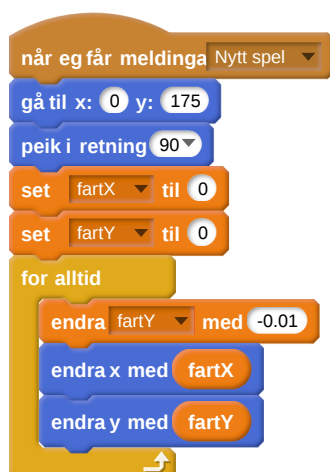 når eg får meldinga Nytt spel
gå til x: 0 y: 175
peik i retning 90
set fartX til 0
set fartY til 0
for alltid
endra fartY med -0.01
endra x med fartX
endra y med fartY